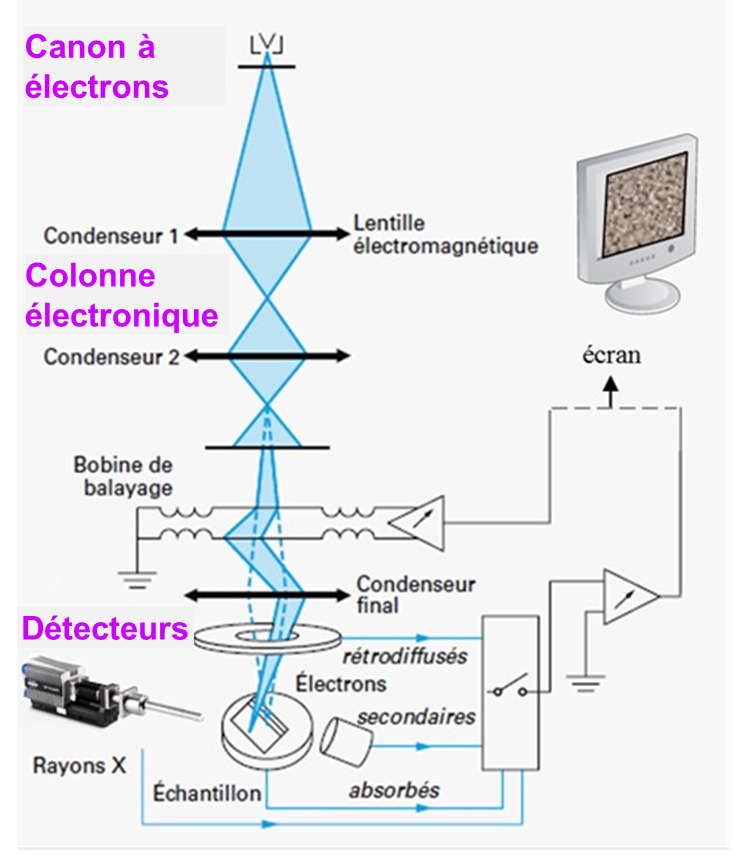 Canon à
électrons
Condenseur 1
Lentille
électromagnétique
Colonne
électronique
Condenseur 2
écran
Bobine de
balayage
Condenseur
final
Détecteurs
rétrodiffusés
Électrons
secondaires
Rayons X
Échantillon
absorbés